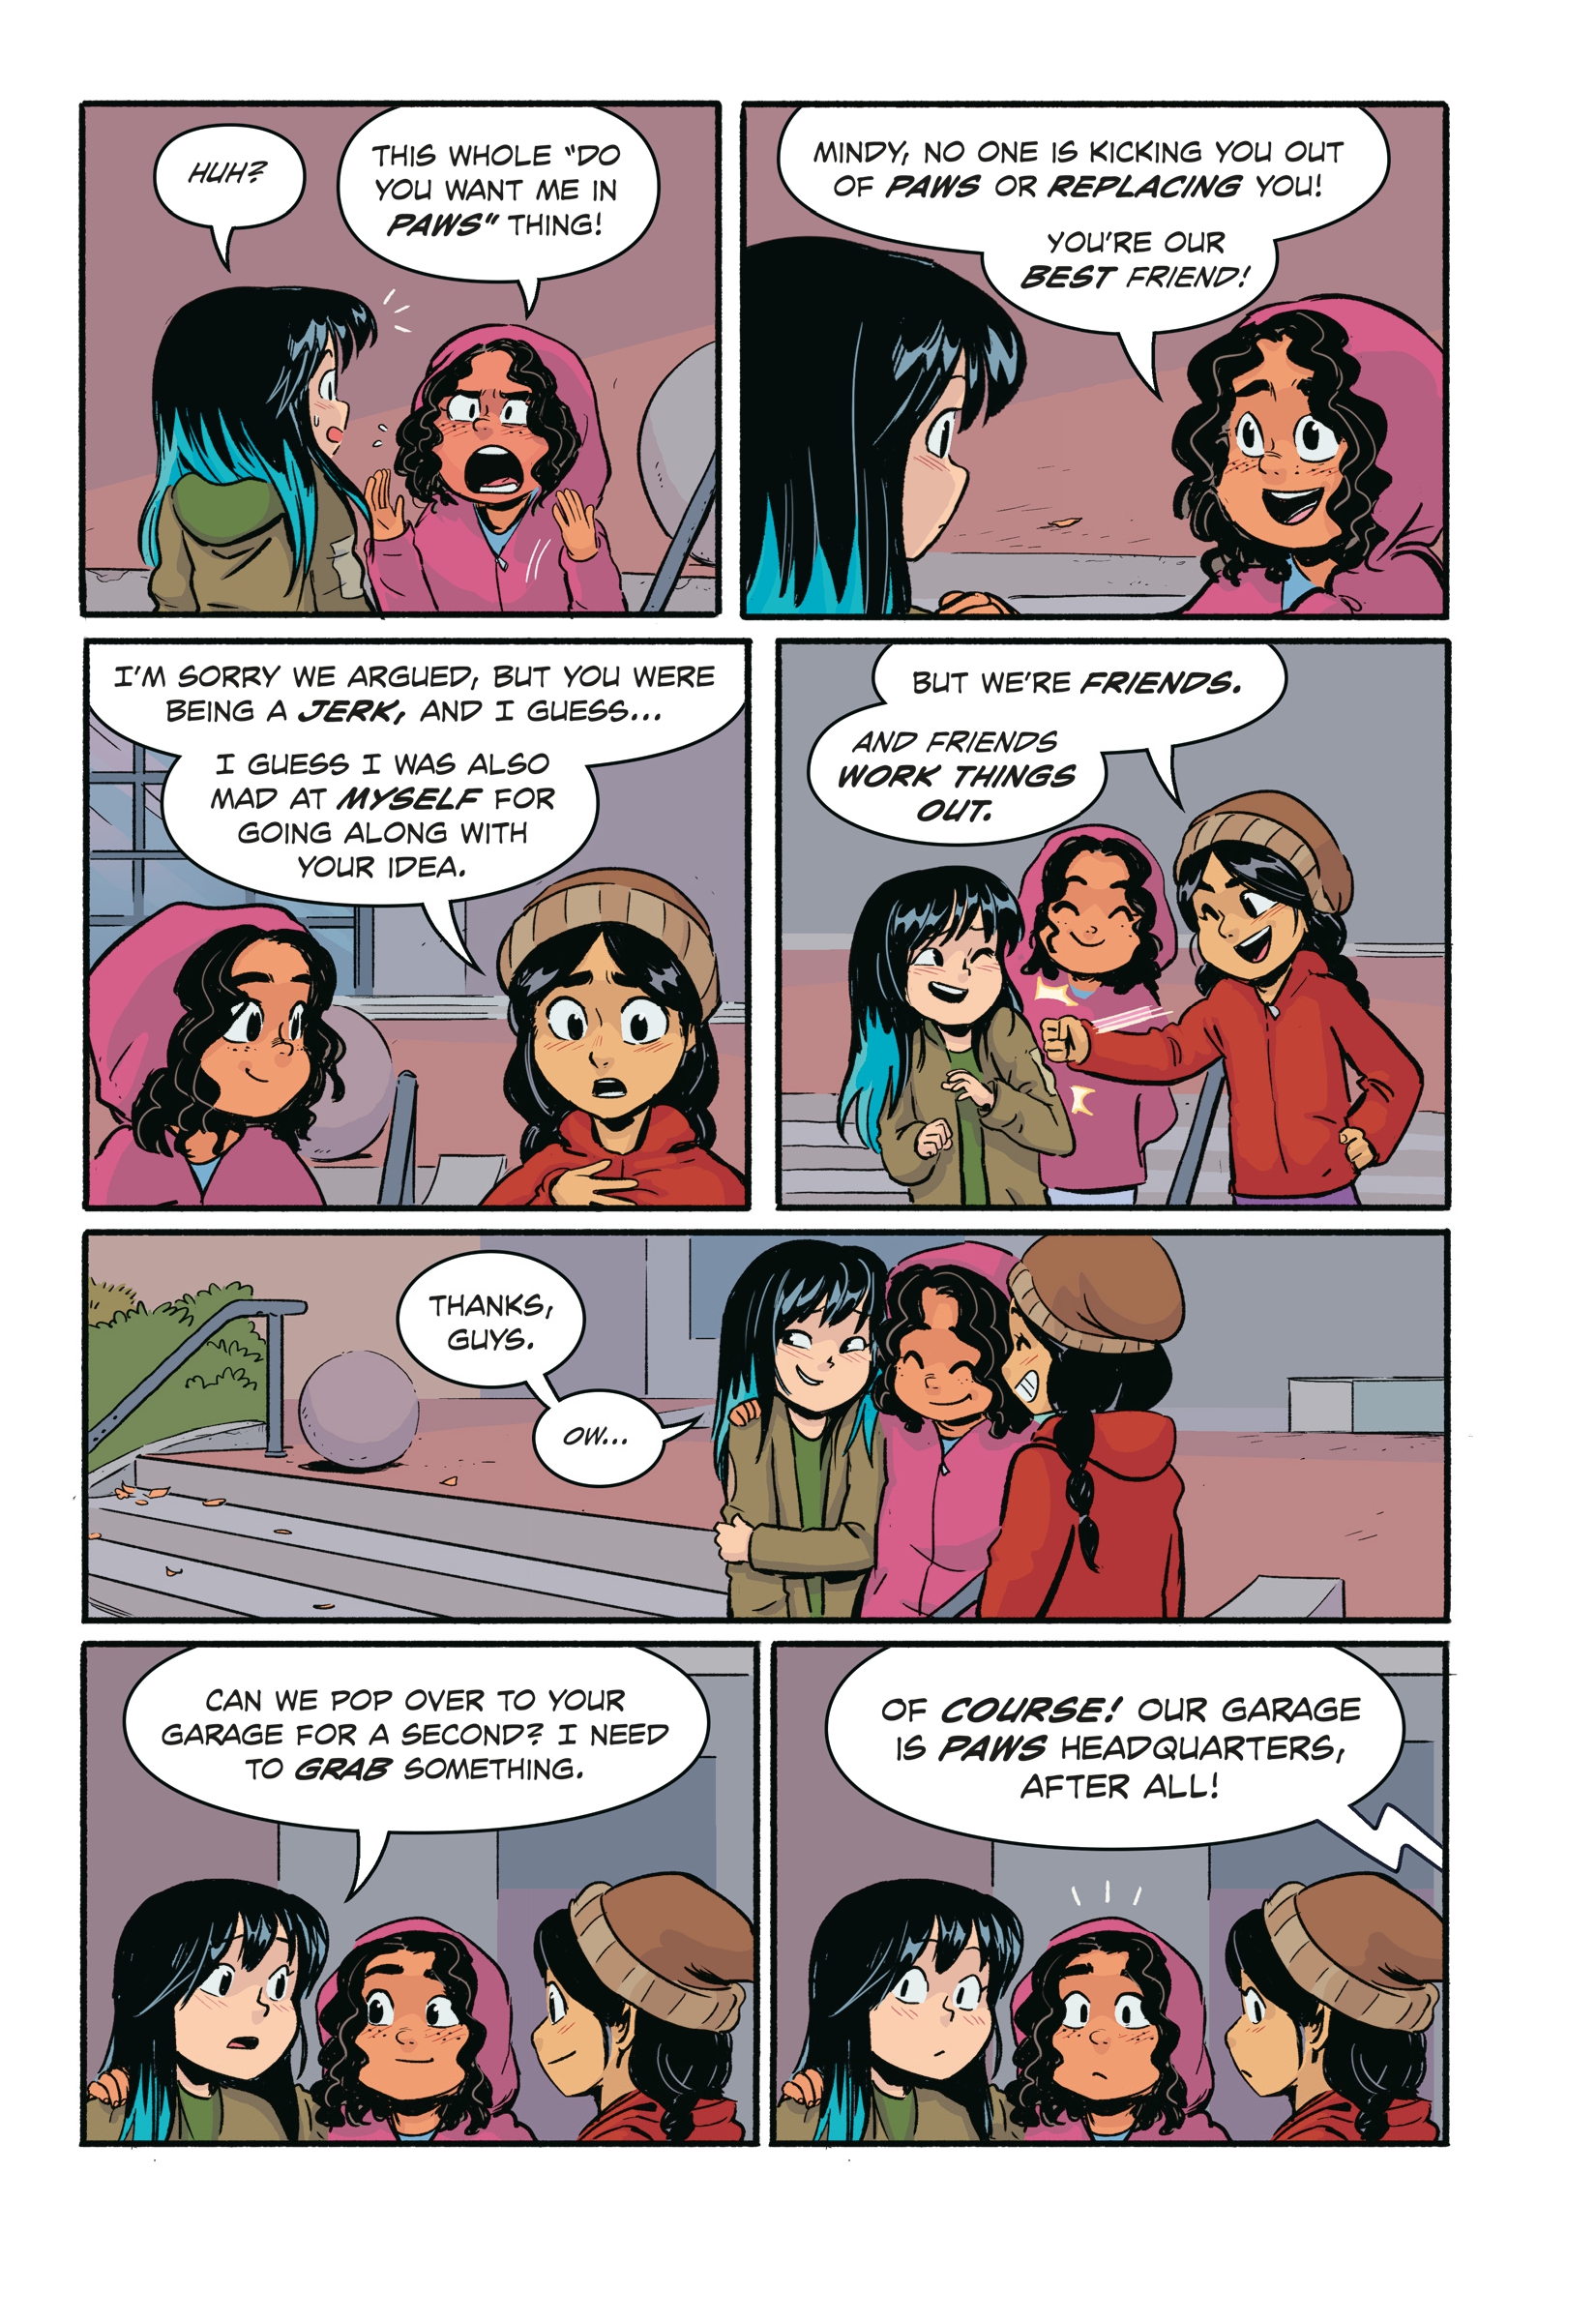 HUH?
THIS WHOLE "DO
YOU WANT ME IN
PAWS" THING!
MINDY, NO ONE IS KICKING YOU OUT
OF PAWS OR REPLACING YOU!
YOU'RE OUR
BEST FRIEND!
I'M SORRY WE ARGUED, BUT YOU WERE
BEING A JERK, AND I GUESS...
I GUESS I WAS ALSO
MAD AT MYSELF FOR
GOING ALONG WITH
YOUR IDEA.
BUT WE'RE FRIENDS.
AND FRIENDS
WORK THINGS
OUT.
THANKS,
GUYS.
OW...
CAN WE POP OVER TO YOUR
GARAGE FOR A SECOND? I NEED
TO GRAB SOMETHING.
OF COURSE! OUR GARAGE
IS PAWS HEADQUARTERS,
AFTER ALL!